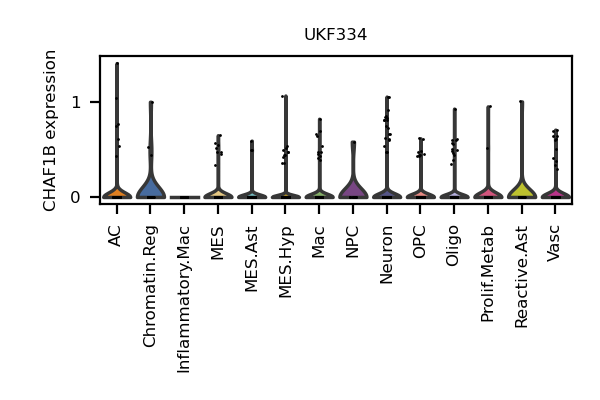 UKF334
CHAF1B expression
1
0
AC
Chromatin.Reg
Inflammatory.Mac
MES
MES.Ast
MES.Hyp
Mac
NPC
Neuron
OPC
Oligo
Prolif.Metab
Reactive.Ast
Vasc